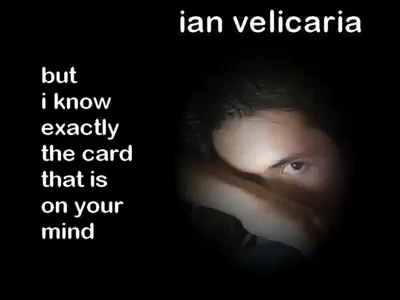 ian velicaria
but
i know
exactly
the card
that is
on your
mind